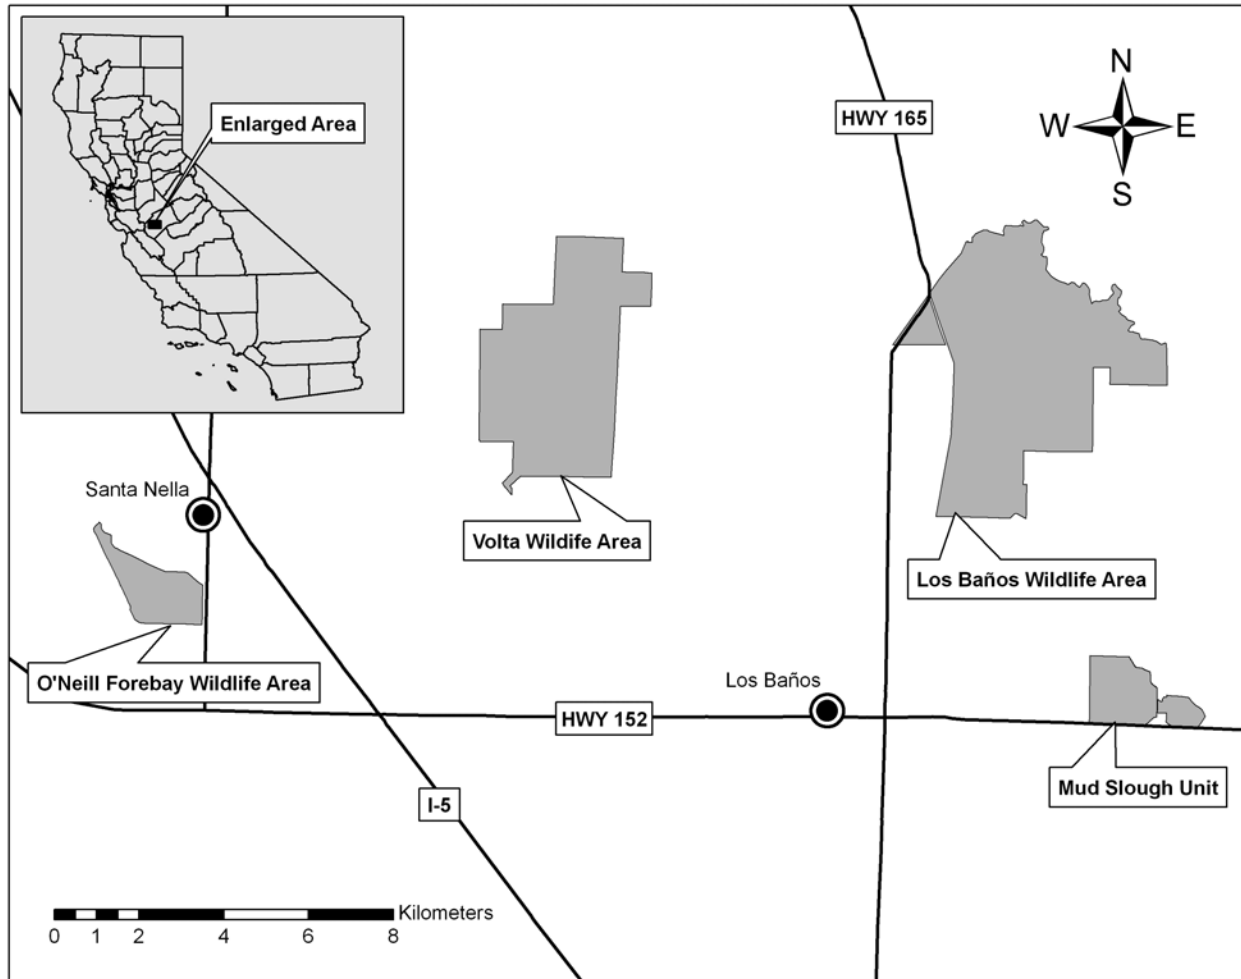 Enlarged Area
HWY 165
N
W
E
S
Santa Nella
Volta Wildife Area
Los Baños Wildlife Area
O'Neill Forebay Wildlife Area
Los Baños
HWY 152
Mud Slough Unit
I-5
Kilometers
0 1 2 4 6 8